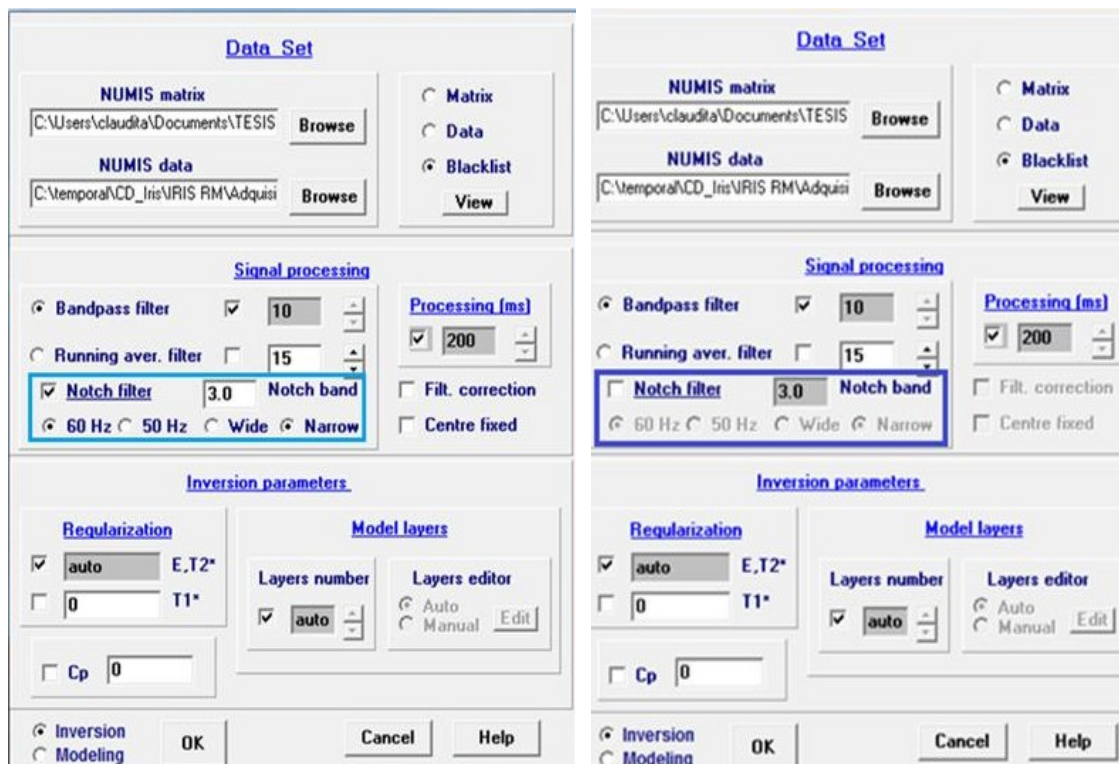 Data Set
NUMIS matrix
C:\Users\claudita\Documents\TESIS Browse
NUMIS data
C:\temporal\CD_Iris\IRIS RM\Adquisi Browse
Matrix
Data
Blacklist
View
Signal processing
Bandpass filter 10
Running aver. filter 15
Notch filter 3.0 Notch band
60 Hz 50 Hz Wide Narrow
Processing (ms)
200
Filt. correction
Centre fixed
Inversion parameters
Regularization
auto E,T2*
0 T1*
Cp 0
Model layers
Layers number
auto
Layers editor
Auto
Manual Edit
Inversion
Modeling
OK Cancel Help
Data Set
NUMIS matrix
C:\Users\claudita\Documents\TESIS Browse
NUMIS data
C:\temporal\CD_Iris\IRIS RM\Adquisi Browse
Matrix
Data
Blacklist
View
Signal processing
Bandpass filter 10
Running aver. filter 15
Notch filter 3.0 Notch band
60 Hz 50 Hz Wide Narrow
Processing (ms)
200
Filt. correction
Centre fixed
Inversion parameters
Regularization
auto E,T2*
0 T1*
Cp 0
Model layers
Layers number
auto
Layers editor
Auto
Manual Edit
Inversion
Modeling
OK Cancel Help